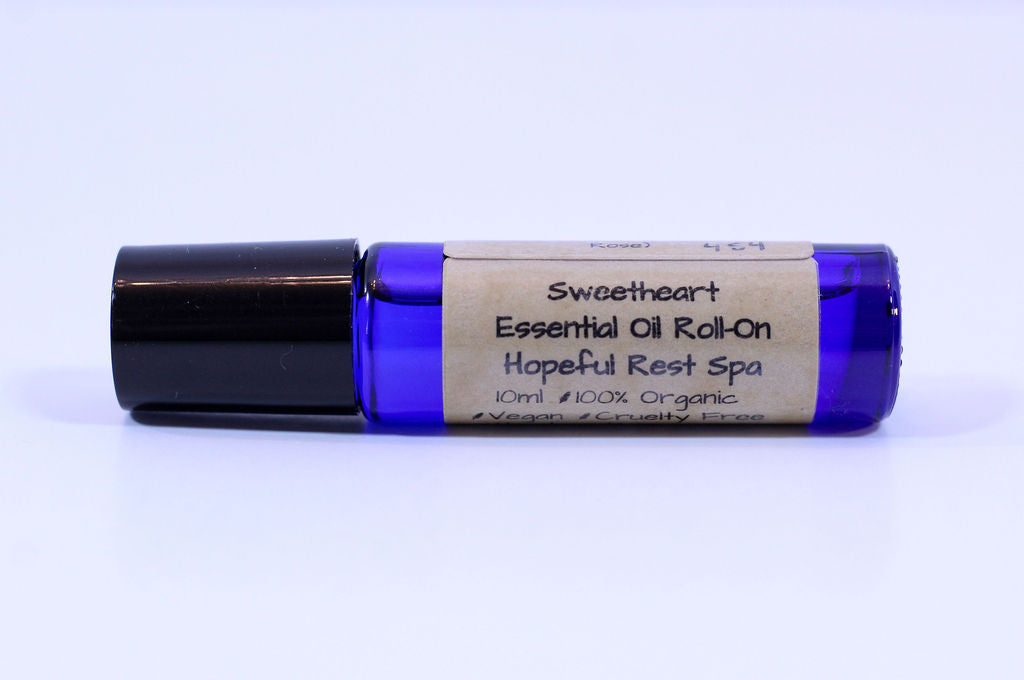 Rose) 454
Sweetheart
Essential Oil Roll-On
Hopeful Rest Spa
10ml 100% Organic
Vegan Cruelty Free